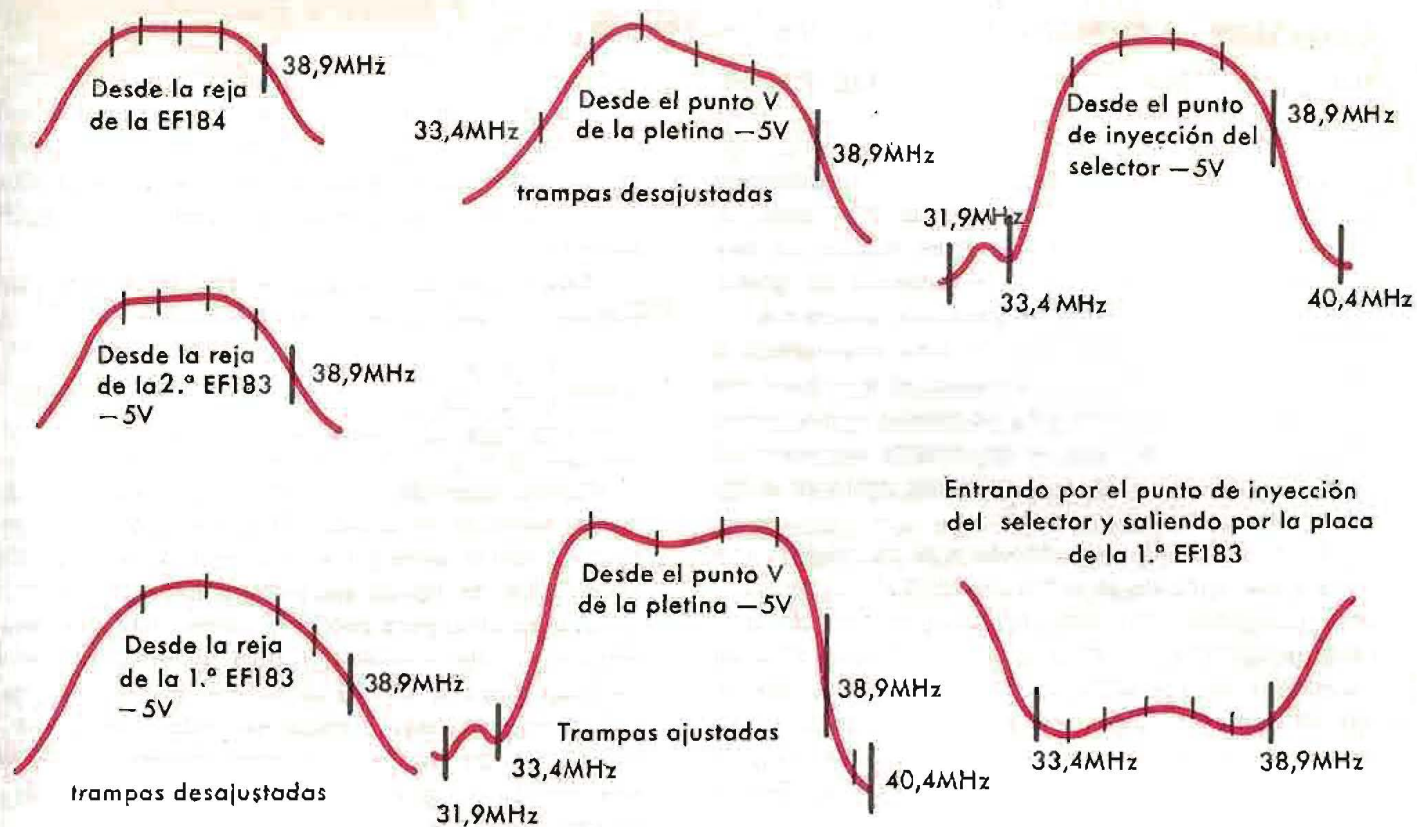 38,9MHz
Desde la reja
de la EF184
33,4MHz
Desde el punto V
de la pletina —5V
38,9MHz
trampas desajustadas
Desde el punto
de inyección del
selector —5V
38,9MHz
31,9MHz
33,4MHz
40,4MHz
Desde la reja
de la 2.ª EF183
—5V
38,9MHz
Desde la reja
de la 1.ª EF183
—5V
38,9MHz
trampas desajustadas
Desde el punto V
de la pletina —5V
38,9MHz
Trampas ajustadas
33,4MHz
40,4MHz
31,9MHz
Entrando por el punto de inyección
del selector y saliendo por la placa
de la 1.ª EF183
33,4MHz
38,9MHz